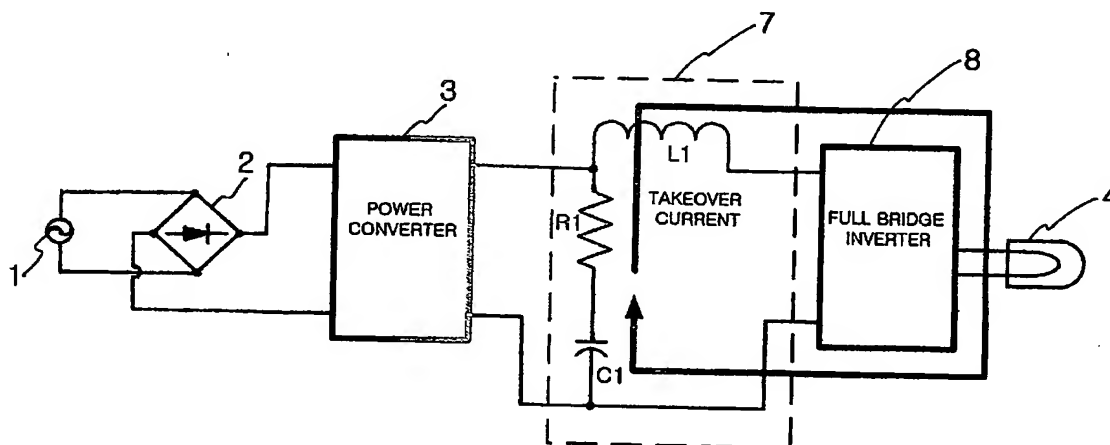 7
3
8
2
L1
POWER
CONVERTER
R1
TAKEOVER
CURRENT
FULL BRIDGE
INVERTER
4
1
C1